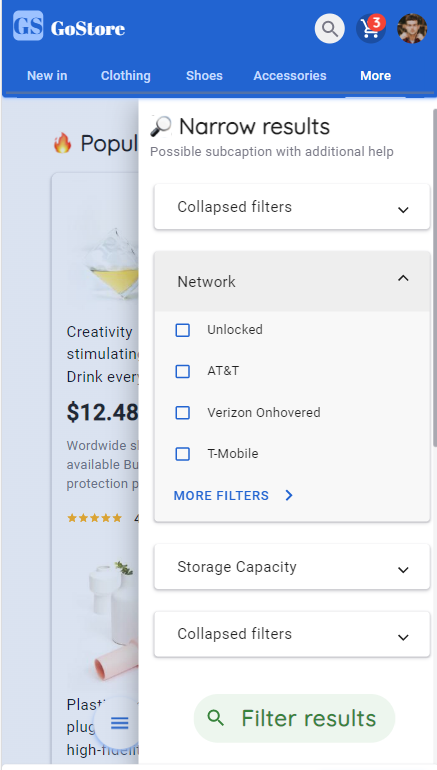 GS GoStore
3
New in Clothing Shoes Accessories More
🔥 Popul
🔎 Narrow results
Possible subcaption with additional help
Collapsed filters
Network
Unlocked
AT&T
Verizon Onhovered
T-Mobile
MORE FILTERS
Storage Capacity
Collapsed filters
Filter results
Creativity
stimulatin
Drink ever
$12.48
Wordwide sh
available Bu
protection p
★★★★★ 4
Plasti
plug
high-fidelit